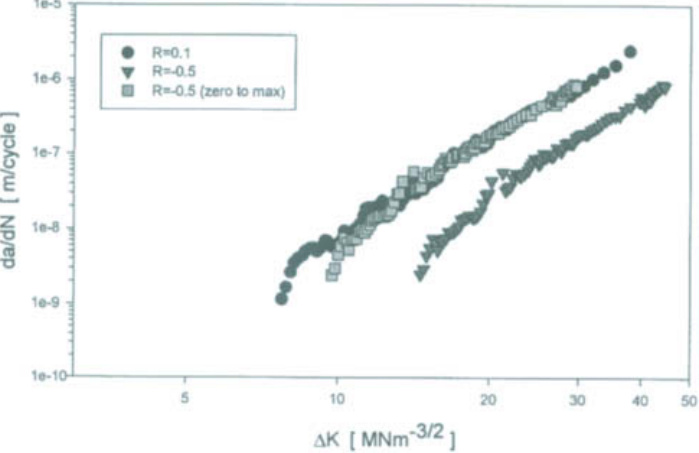 1e-5
R=0.1
R=-0.5
R=-0.5 (zero to max)
1e-6
1e-7
1e-8
1e-9
1e-10
da/dN [ m/cycle ]
5 10 20 30 40 50
ΔK [ MNm-3/2 ]